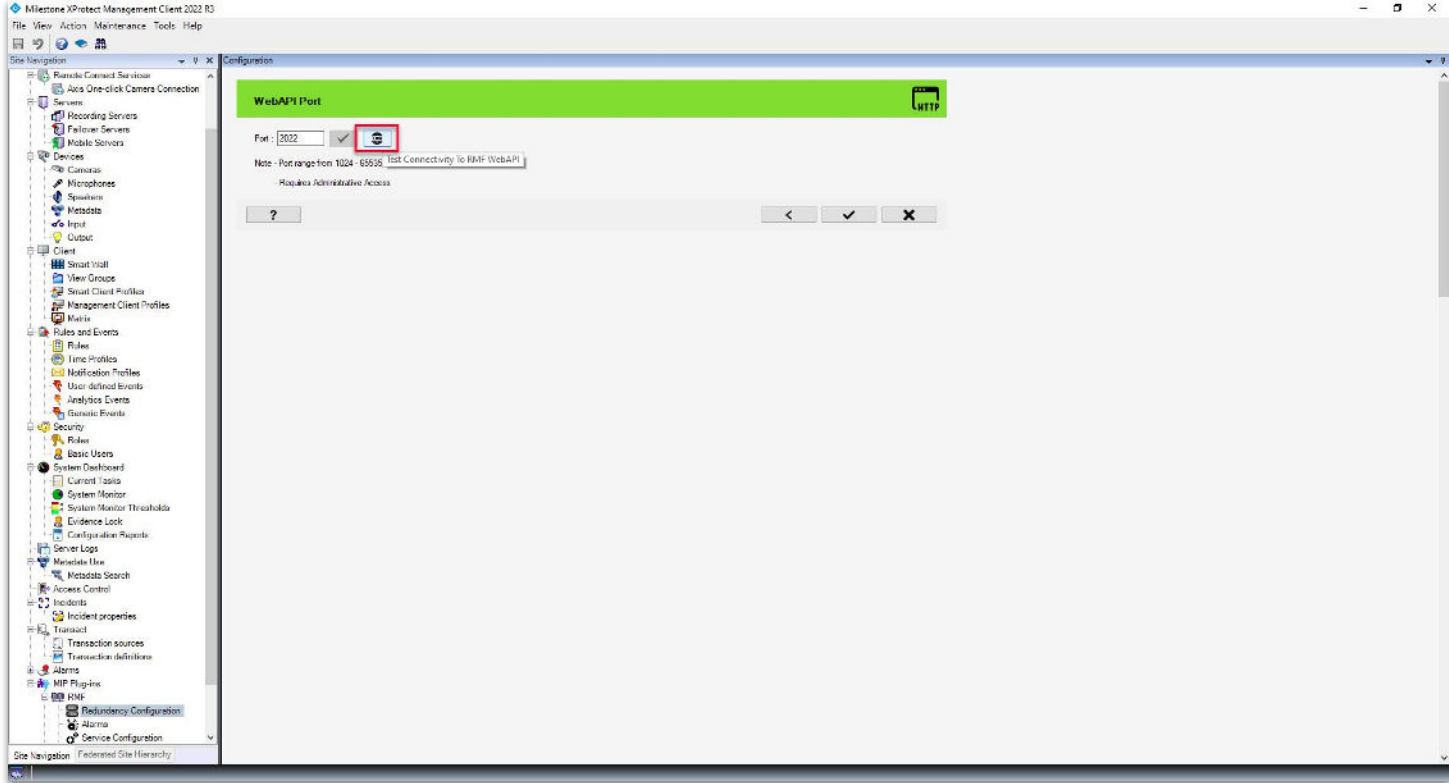 Milestone XProtect Management Client 2022 R3
File View Action Maintenance Tools Help
Site Navigation
Remote Connect Services
Axis One-click Camera Connection
Servers
Recording Servers
Failover Servers
Mobile Servers
Devices
Cameras
Microphones
Speakers
Metadata
Input
Output
Client
Smart Wall
View Groups
Smart Client Profiles
Management Client Profiles
Matrix
Rules and Events
Rules
Time Profiles
Notification Profiles
User-defined Events
Analytics Events
Generic Events
Security
Roles
Basic Users
System Dashboard
Current Tasks
System Monitor
System Monitor Thresholds
Evidence Lock
Configuration Reports
Server Logs
Metadata Use
Metadata Search
Access Control
Incidents
Incident properties
Transact
Transaction sources
Transaction definitions
Alarms
MIP Plug-ins
RMF
Redundancy Configuration
Alarms
Service Configuration
Site Navigation Federated Site Hierarchy
Configuration
WebAPI Port
HTTP
Port : 2022
Note - Port range from 1024 - 65535
Test Connectivity To RMF WebAPI
- Requires Administrative Access
?